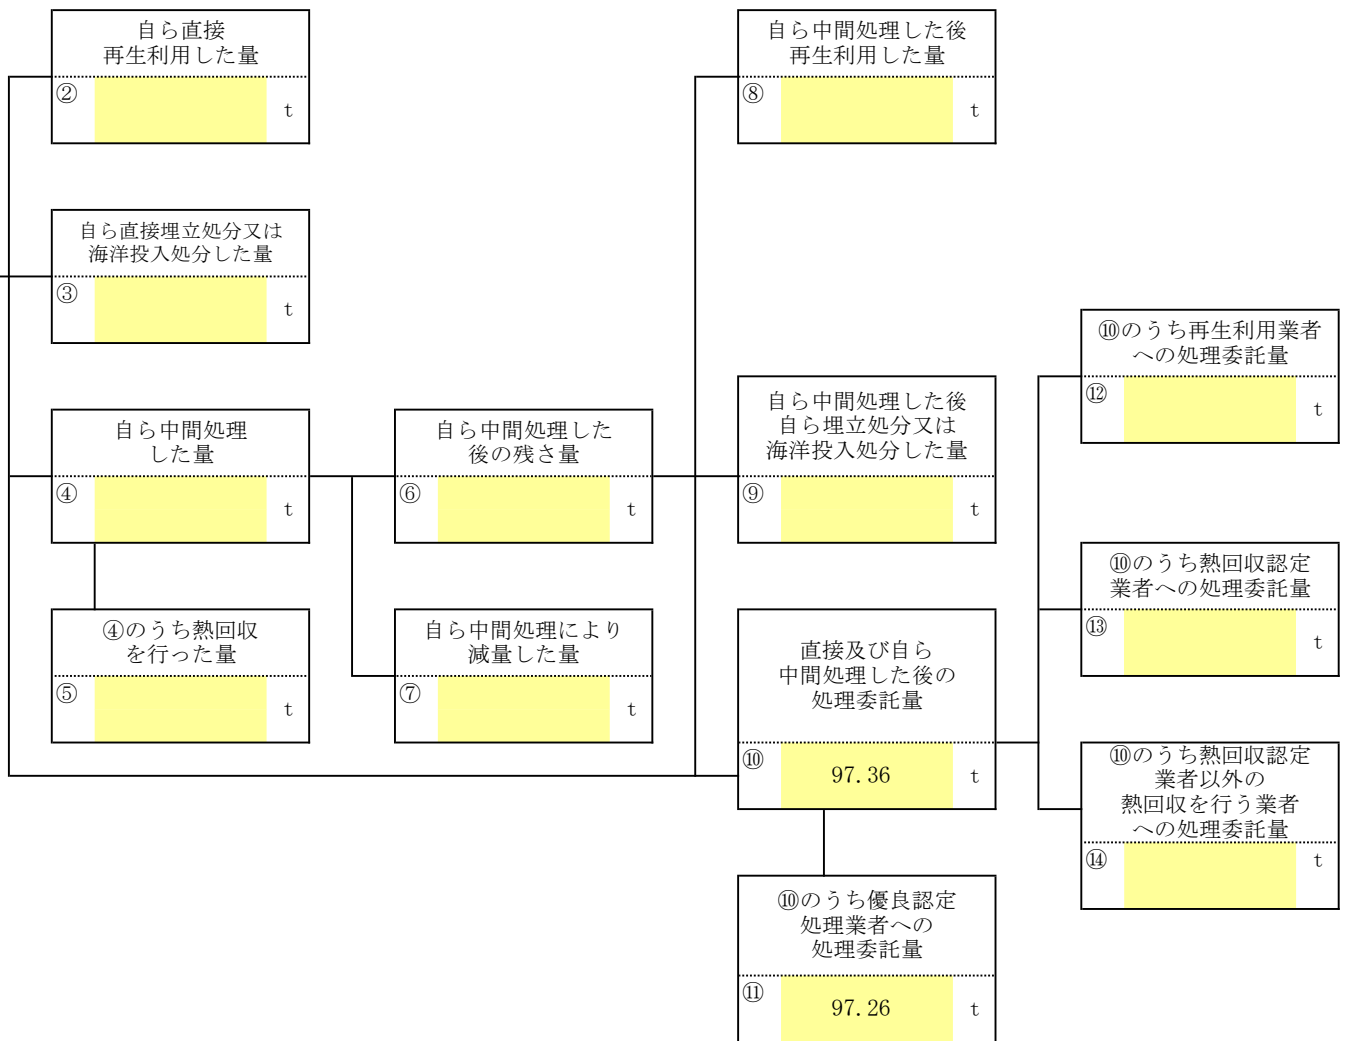 自ら直接
再生利用した量
②
t
自ら中間処理した後
再生利用した量
⑧
t
自ら直接埋立処分又は
海洋投入処分した量
③
t
⑩のうち再生利用業者
への処理委託量
⑫
t
自ら中間処理
した量
④
t
自ら中間処理した
後の残さ量
⑥
t
自ら中間処理した後
自ら埋立処分又は
海洋投入処分した量
⑨
t
⑩のうち熱回収認定
業者への処理委託量
⑬
t
④のうち熱回収
を行った量
⑤
t
自ら中間処理により
減量した量
⑦
t
直接及び自ら
中間処理した後の
処理委託量
⑩
97.36
t
⑩のうち熱回収認定
業者以外の
熱回収を行う業者
への処理委託量
⑭
t
⑩のうち優良認定
処理業者への
処理委託量
⑪
97.26
t